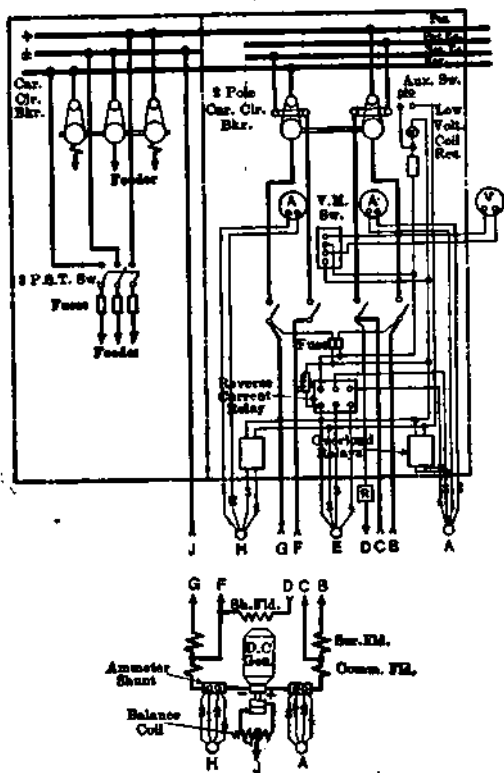 +
±
Pos.
Neg.
Car.
Cir.
Bkr.
2 Pole
Car. Cir.
Bkr.
Aux. Sw.
Low
Volt.
Coil
Res.
Feeder
A
V.M.
Sw.
A
V
3 P.S.T. Sw.
Fuses
Feeder
Fuse
Reverse
Current
Relay
Overload
Relays
R
J
H
G
F
E
D
C
B
A
G
F
D
C
B
Sh. Fld.
D.C
Gen.
Ser. Fld.
Comm. Fld.
Ammeter
Shunt
-
+
Balance
Coil
H
J
A